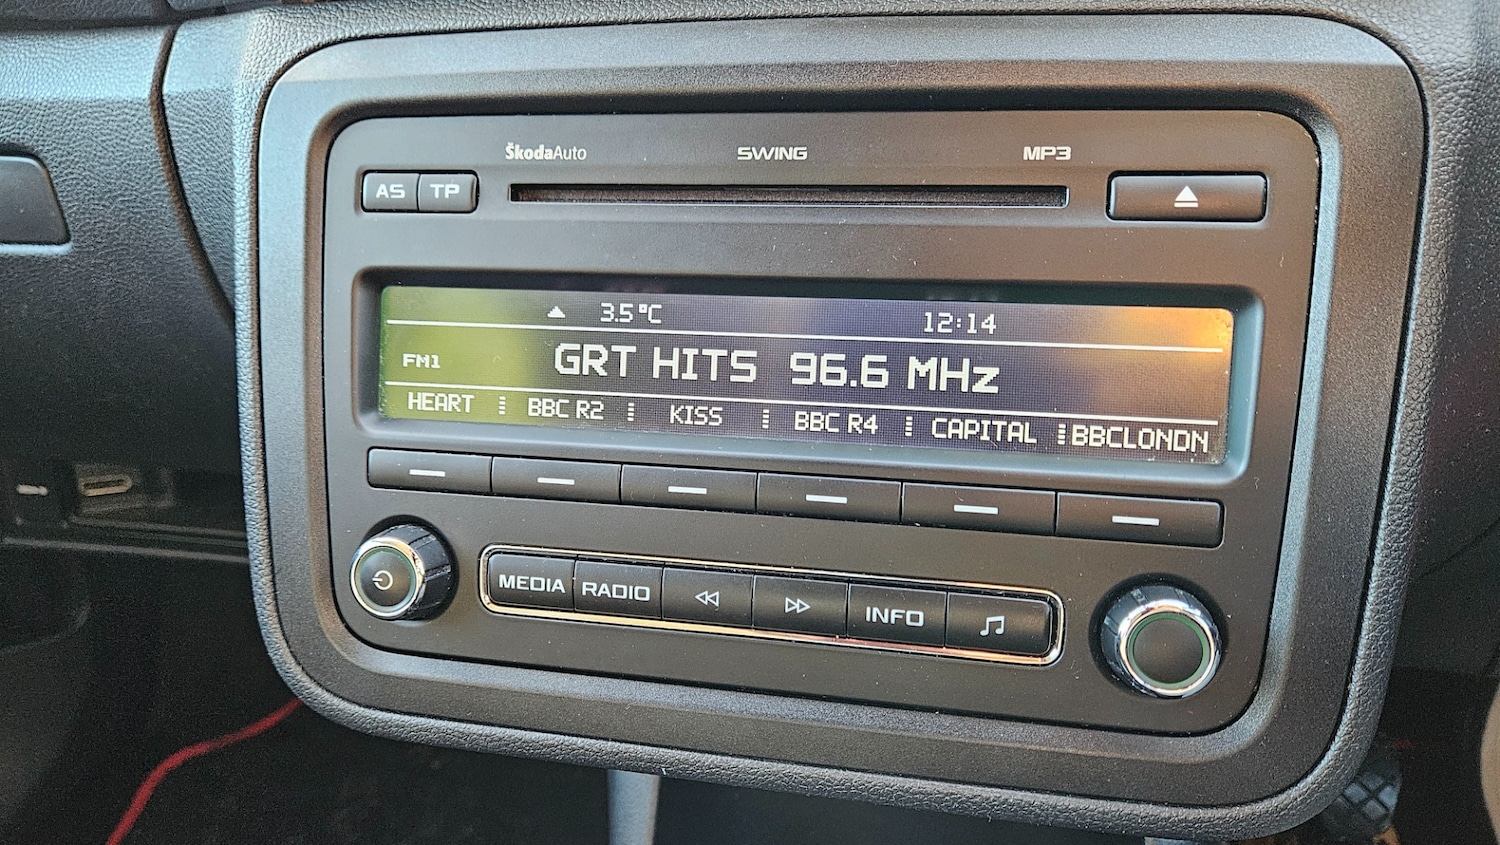 ŠkodaAuto SWING MP3
AS TP
3.5°C 12:14
FM1 GRT HITS 96.6 MHz
HEART BBC R2 KISS BBC R4 CAPITAL BBCLONDN
MEDIA RADIO INFO